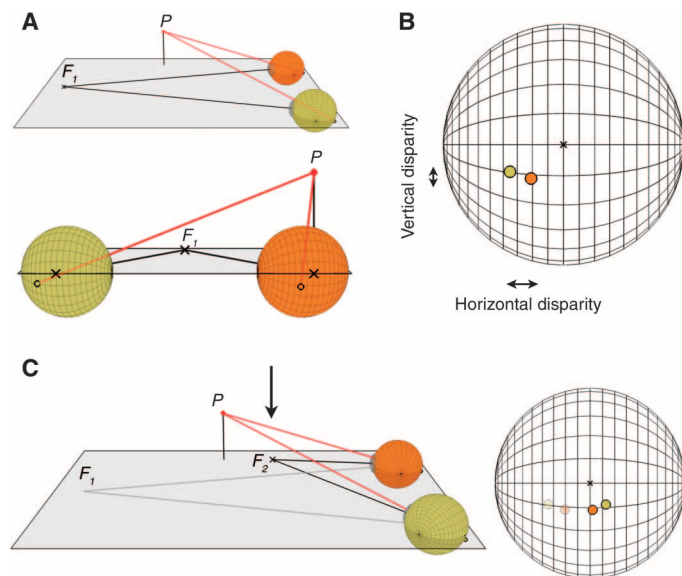 A
P
F1
P
F1
B
Vertical disparity
Horizontal disparity
C
P
F2
F1